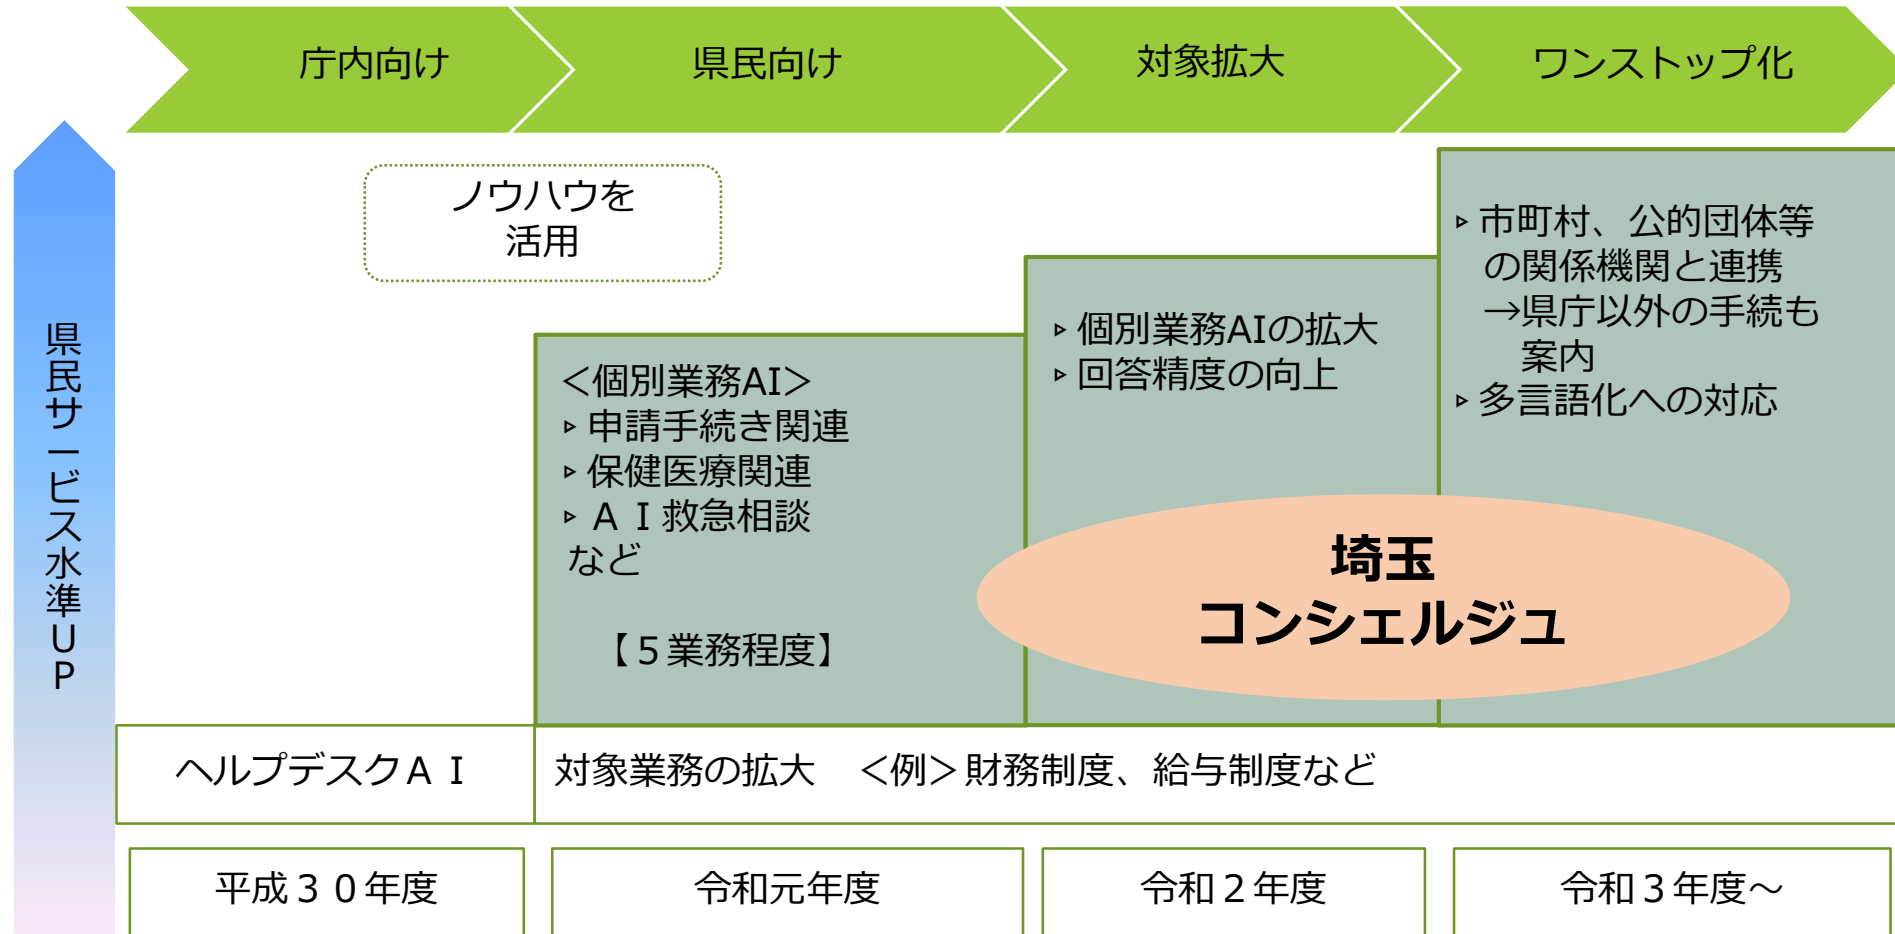 庁内向け
県民向け
対象拡大
ワンストップ化
県民サービス水準UP
ノウハウを
活用
<個別業務AI>
▹申請手続き関連
▹保健医療関連
▹ＡＩ救急相談
など
【５業務程度】
▹個別業務AIの拡大
▹回答精度の向上
▹市町村、公的団体等
の関係機関と連携
→県庁以外の手続も
案内
▹多言語化への対応
埼玉
コンシェルジュ
ヘルプデスクＡＩ
対象業務の拡大　<例>財務制度、給与制度など
平成３０年度
令和元年度
令和２年度
令和３年度～